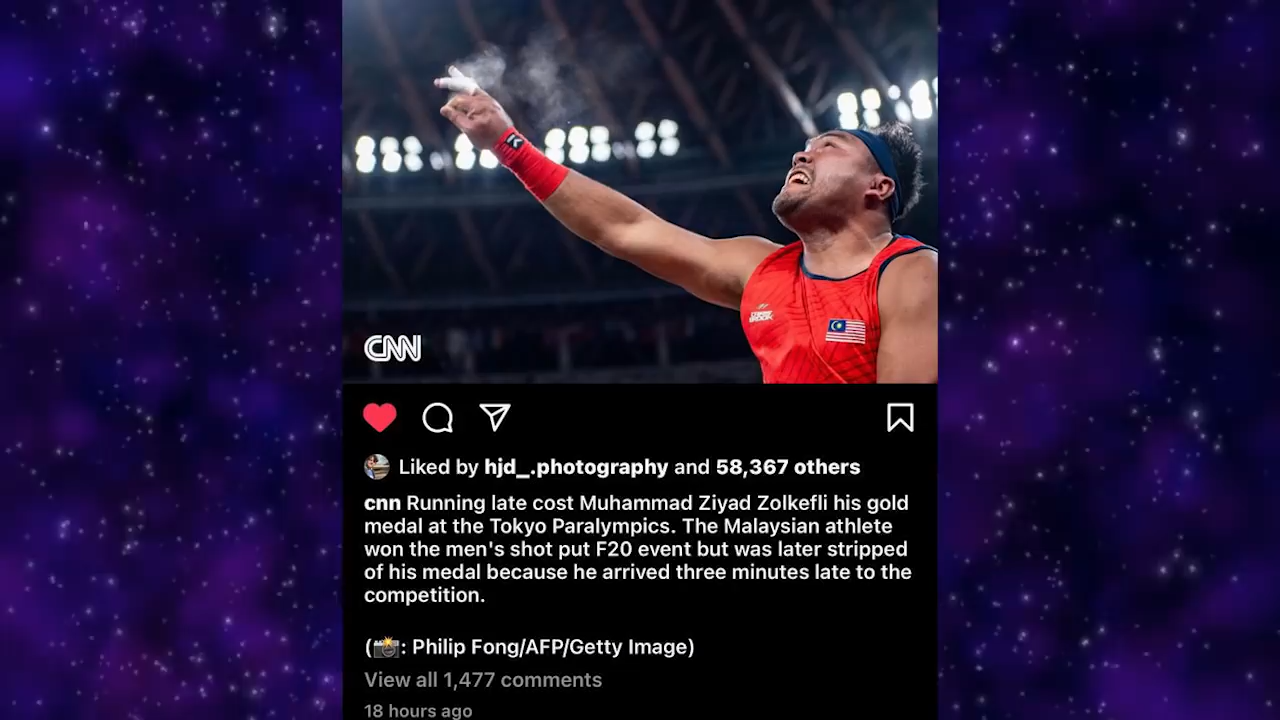 CNN
Liked by hjd_.photography and 58,367 others
cnn Running late cost Muhammad Ziyad Zolkefli his gold
medal at the Tokyo Paralympics. The Malaysian athlete
won the men's shot put F20 event but was later stripped
of his medal because he arrived three minutes late to the
competition.
(📸: Philip Fong/AFP/Getty Image)
View all 1,477 comments
18 hours ago